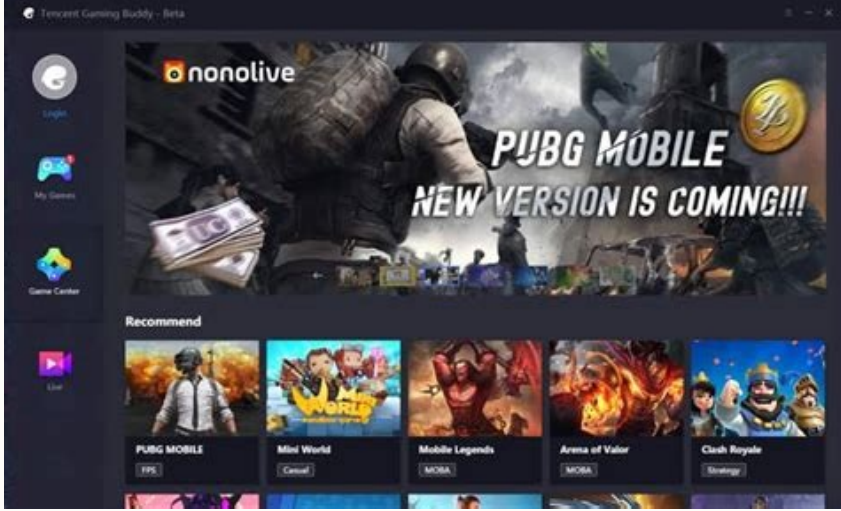 Tencent Gaming Buddy - Beta
Login
My Games
Game Center
Live
nonolive
PUBG MOBILE
NEW VERSION IS COMING!!!
Recommend
PUBG MOBILE
FPS
Mini World
Casual
Mobile Legends
MOBA
Arena of Valor
MOBA
Clash Royale
Strategy